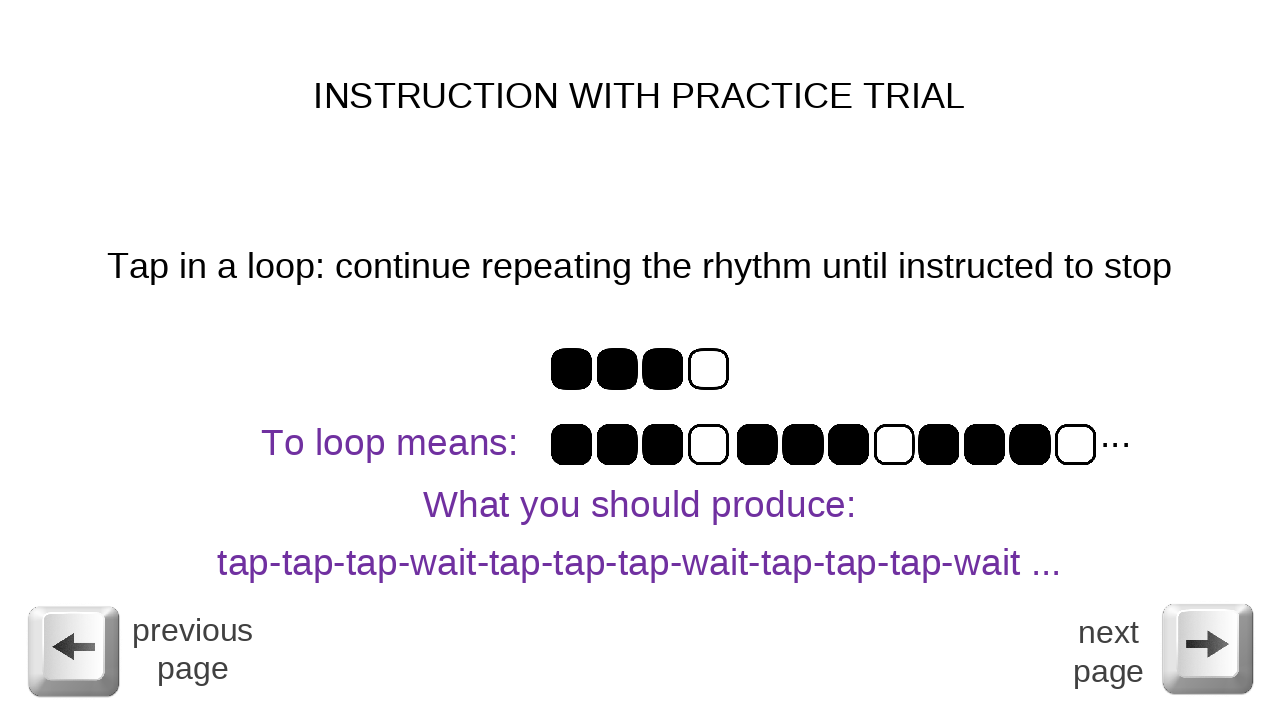 INSTRUCTION WITH PRACTICE TRIAL
Tap in a loop: continue repeating the rhythm until instructed to stop
To loop means: ...
What you should produce:
tap-tap-tap-wait-tap-tap-tap-wait-tap-tap-tap-wait ...
previous
page
next
page